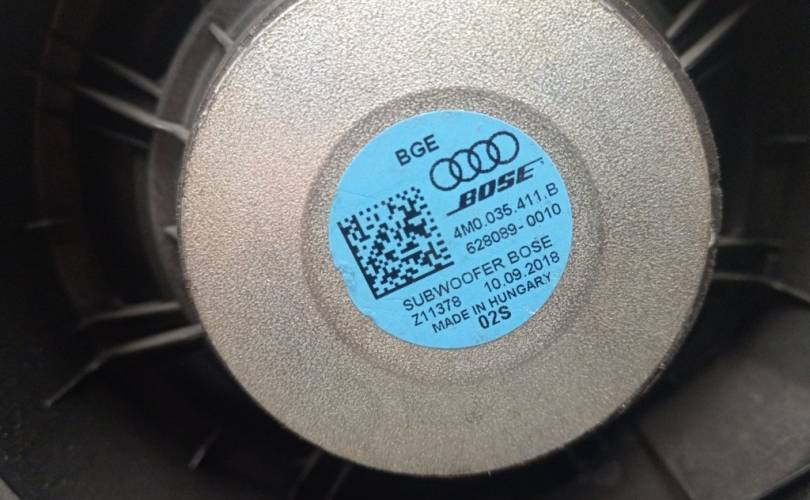 BGE
BOSE
4M0.035.411.B
628089-0010
SUBWOOFER BOSE
Z11378 10.09.2018
MADE IN HUNGARY
02S